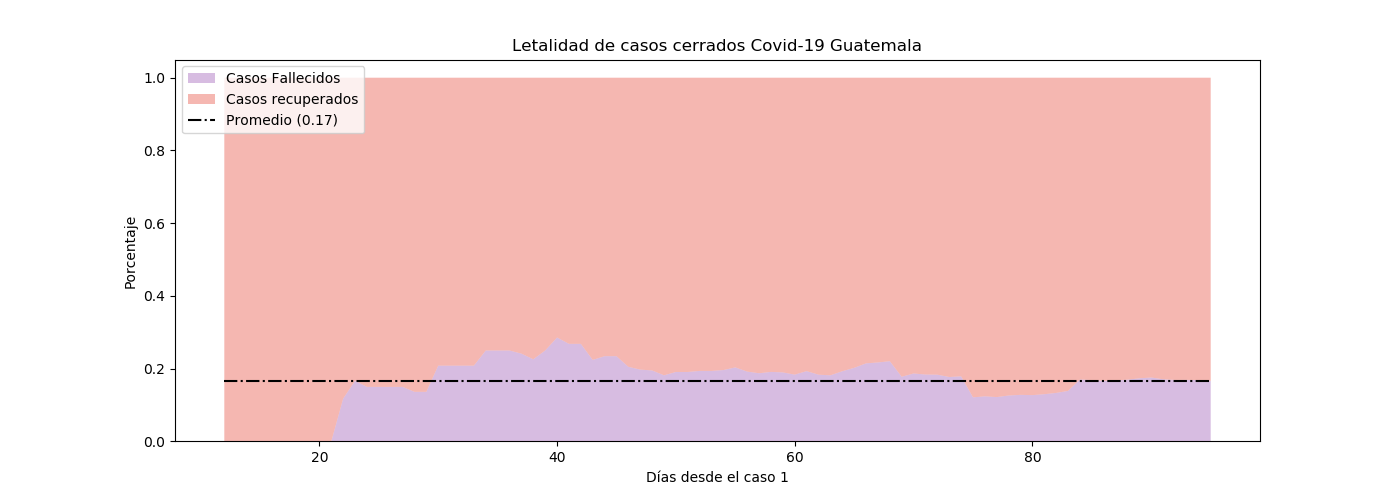 Letalidad de casos cerrados Covid-19 Guatemala
Casos Fallecidos
Casos recuperados
Promedio (0.17)
1.0
0.8
0.6
0.4
0.2
0.0
Porcentaje
20 40 60 80
Días desde el caso 1